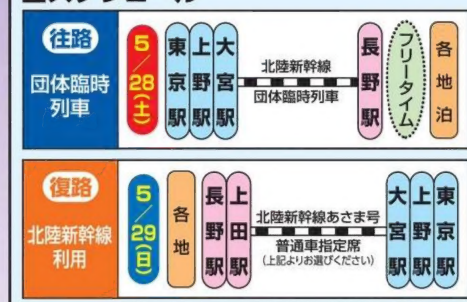 往路
団体臨時
列車
5/28(土)
東京駅
上野駅
大宮駅
北陸新幹線
団体臨時列車
長野駅
フリータイム
各地泊
復路
北陸新幹線
利用
5/29(日)
各地
長野駅
上田駅
北陸新幹線あさま号
普通車指定席
(上記よりお選びください)
大宮駅
上野駅
東京駅